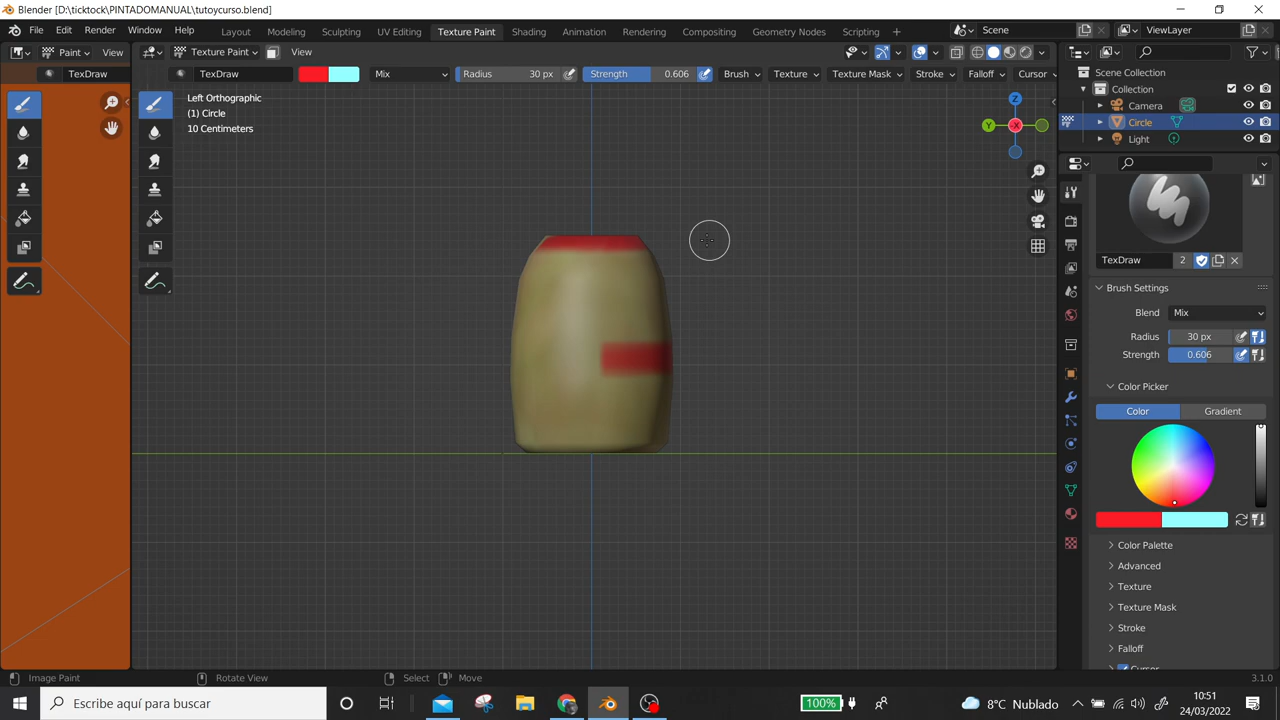 Blender [D:\ticktock\PINTADOMANUAL\tutoycurso.blend]
File Edit Render Window Help Layout Modeling Sculpting UV Editing Texture Paint Shading Animation Rendering Compositing Geometry Nodes Scripting + Scene ViewLayer
Paint View Texture Paint View
TexDraw TexDraw Mix Radius 30 px Strength 0.606 Brush Texture Texture Mask Stroke Falloff Cursor
Scene Collection
Collection
Camera
Circle
Light
Left Orthographic
(1) Circle
10 Centimeters
Z
Y
X
TexDraw 2
Brush Settings
Blend Mix
Radius 30 px
Strength 0.606
Color Picker
Color Gradient
Color Palette
Advanced
Texture
Texture Mask
Stroke
Falloff
Cursor
Image Paint Rotate View Select Move 3.1.0
Escribe aquí para buscar 100% 8°C Nublado 10:51
24/03/2022